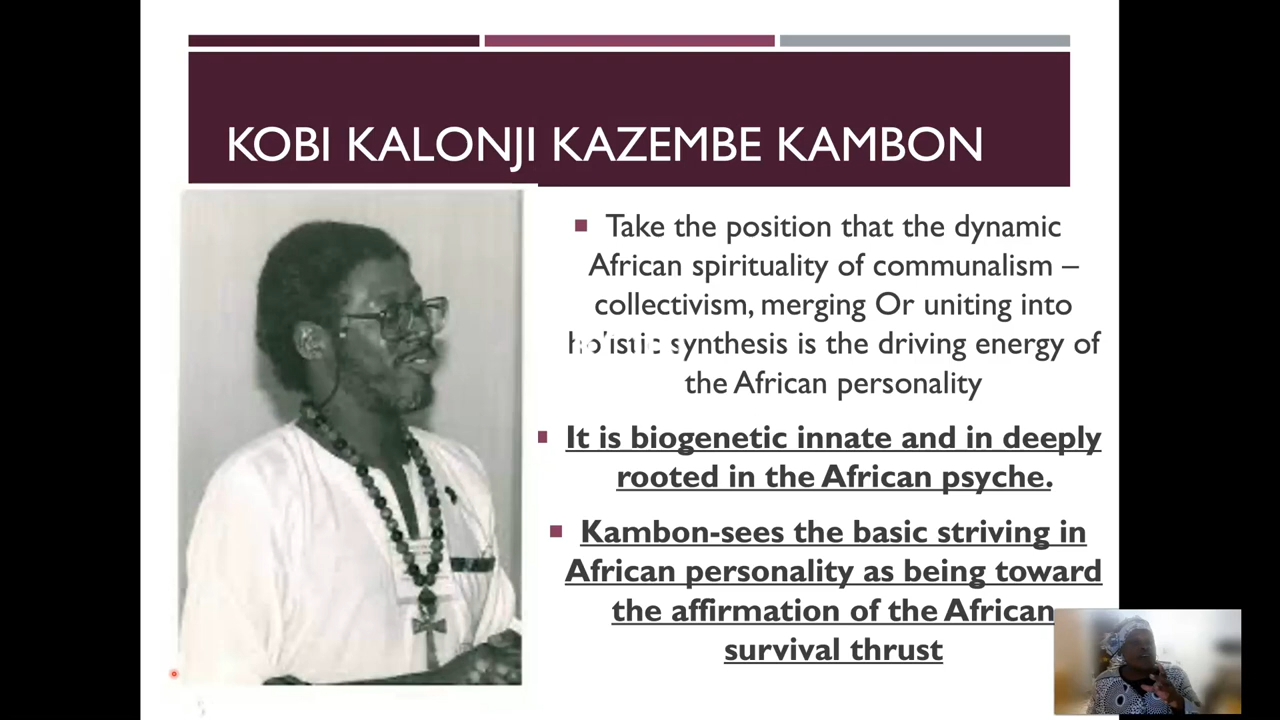 KOBI KALONJI KAZEMBE KAMBON
Take the position that the dynamic
African spirituality of communalism –
collectivism, merging Or uniting into
holistic synthesis is the driving energy of
the African personality
It is biogenetic innate and in deeply
rooted in the African psyche.
Kambon-sees the basic striving in
African personality as being toward
the affirmation of the African
survival thrust